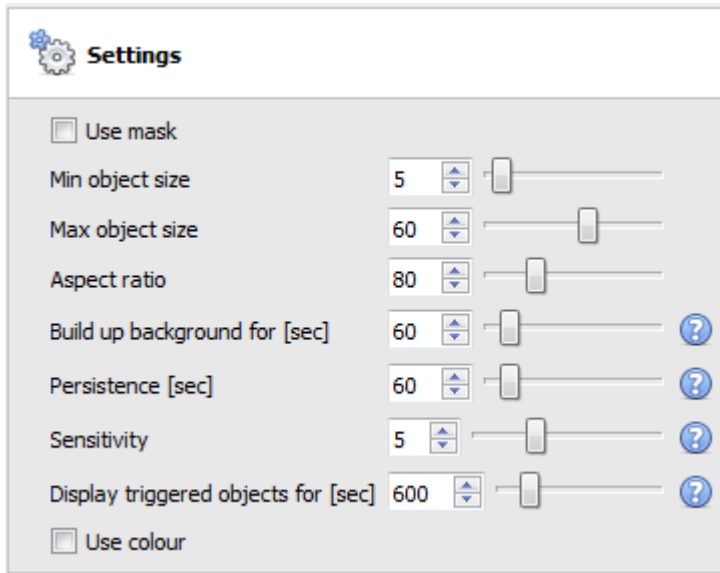 Settings
Use mask
Min object size 5
Max object size 60
Aspect ratio 80
Build up background for [sec] 60 ?
Persistence [sec] 60 ?
Sensitivity 5 ?
Display triggered objects for [sec] 600 ?
Use colour